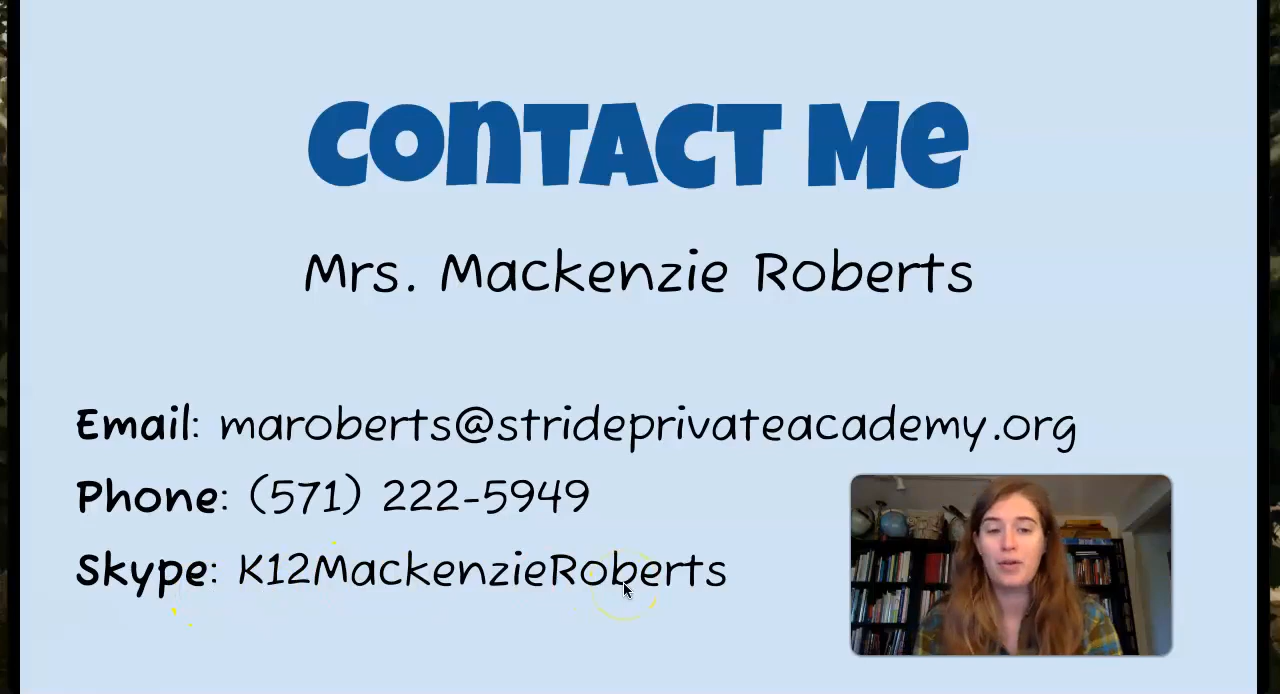 Contact Me
Mrs. Mackenzie Roberts
Email: maroberts@strideprivateacademy.org
Phone: (571) 222-5949
Skype: K12MackenzieRoberts